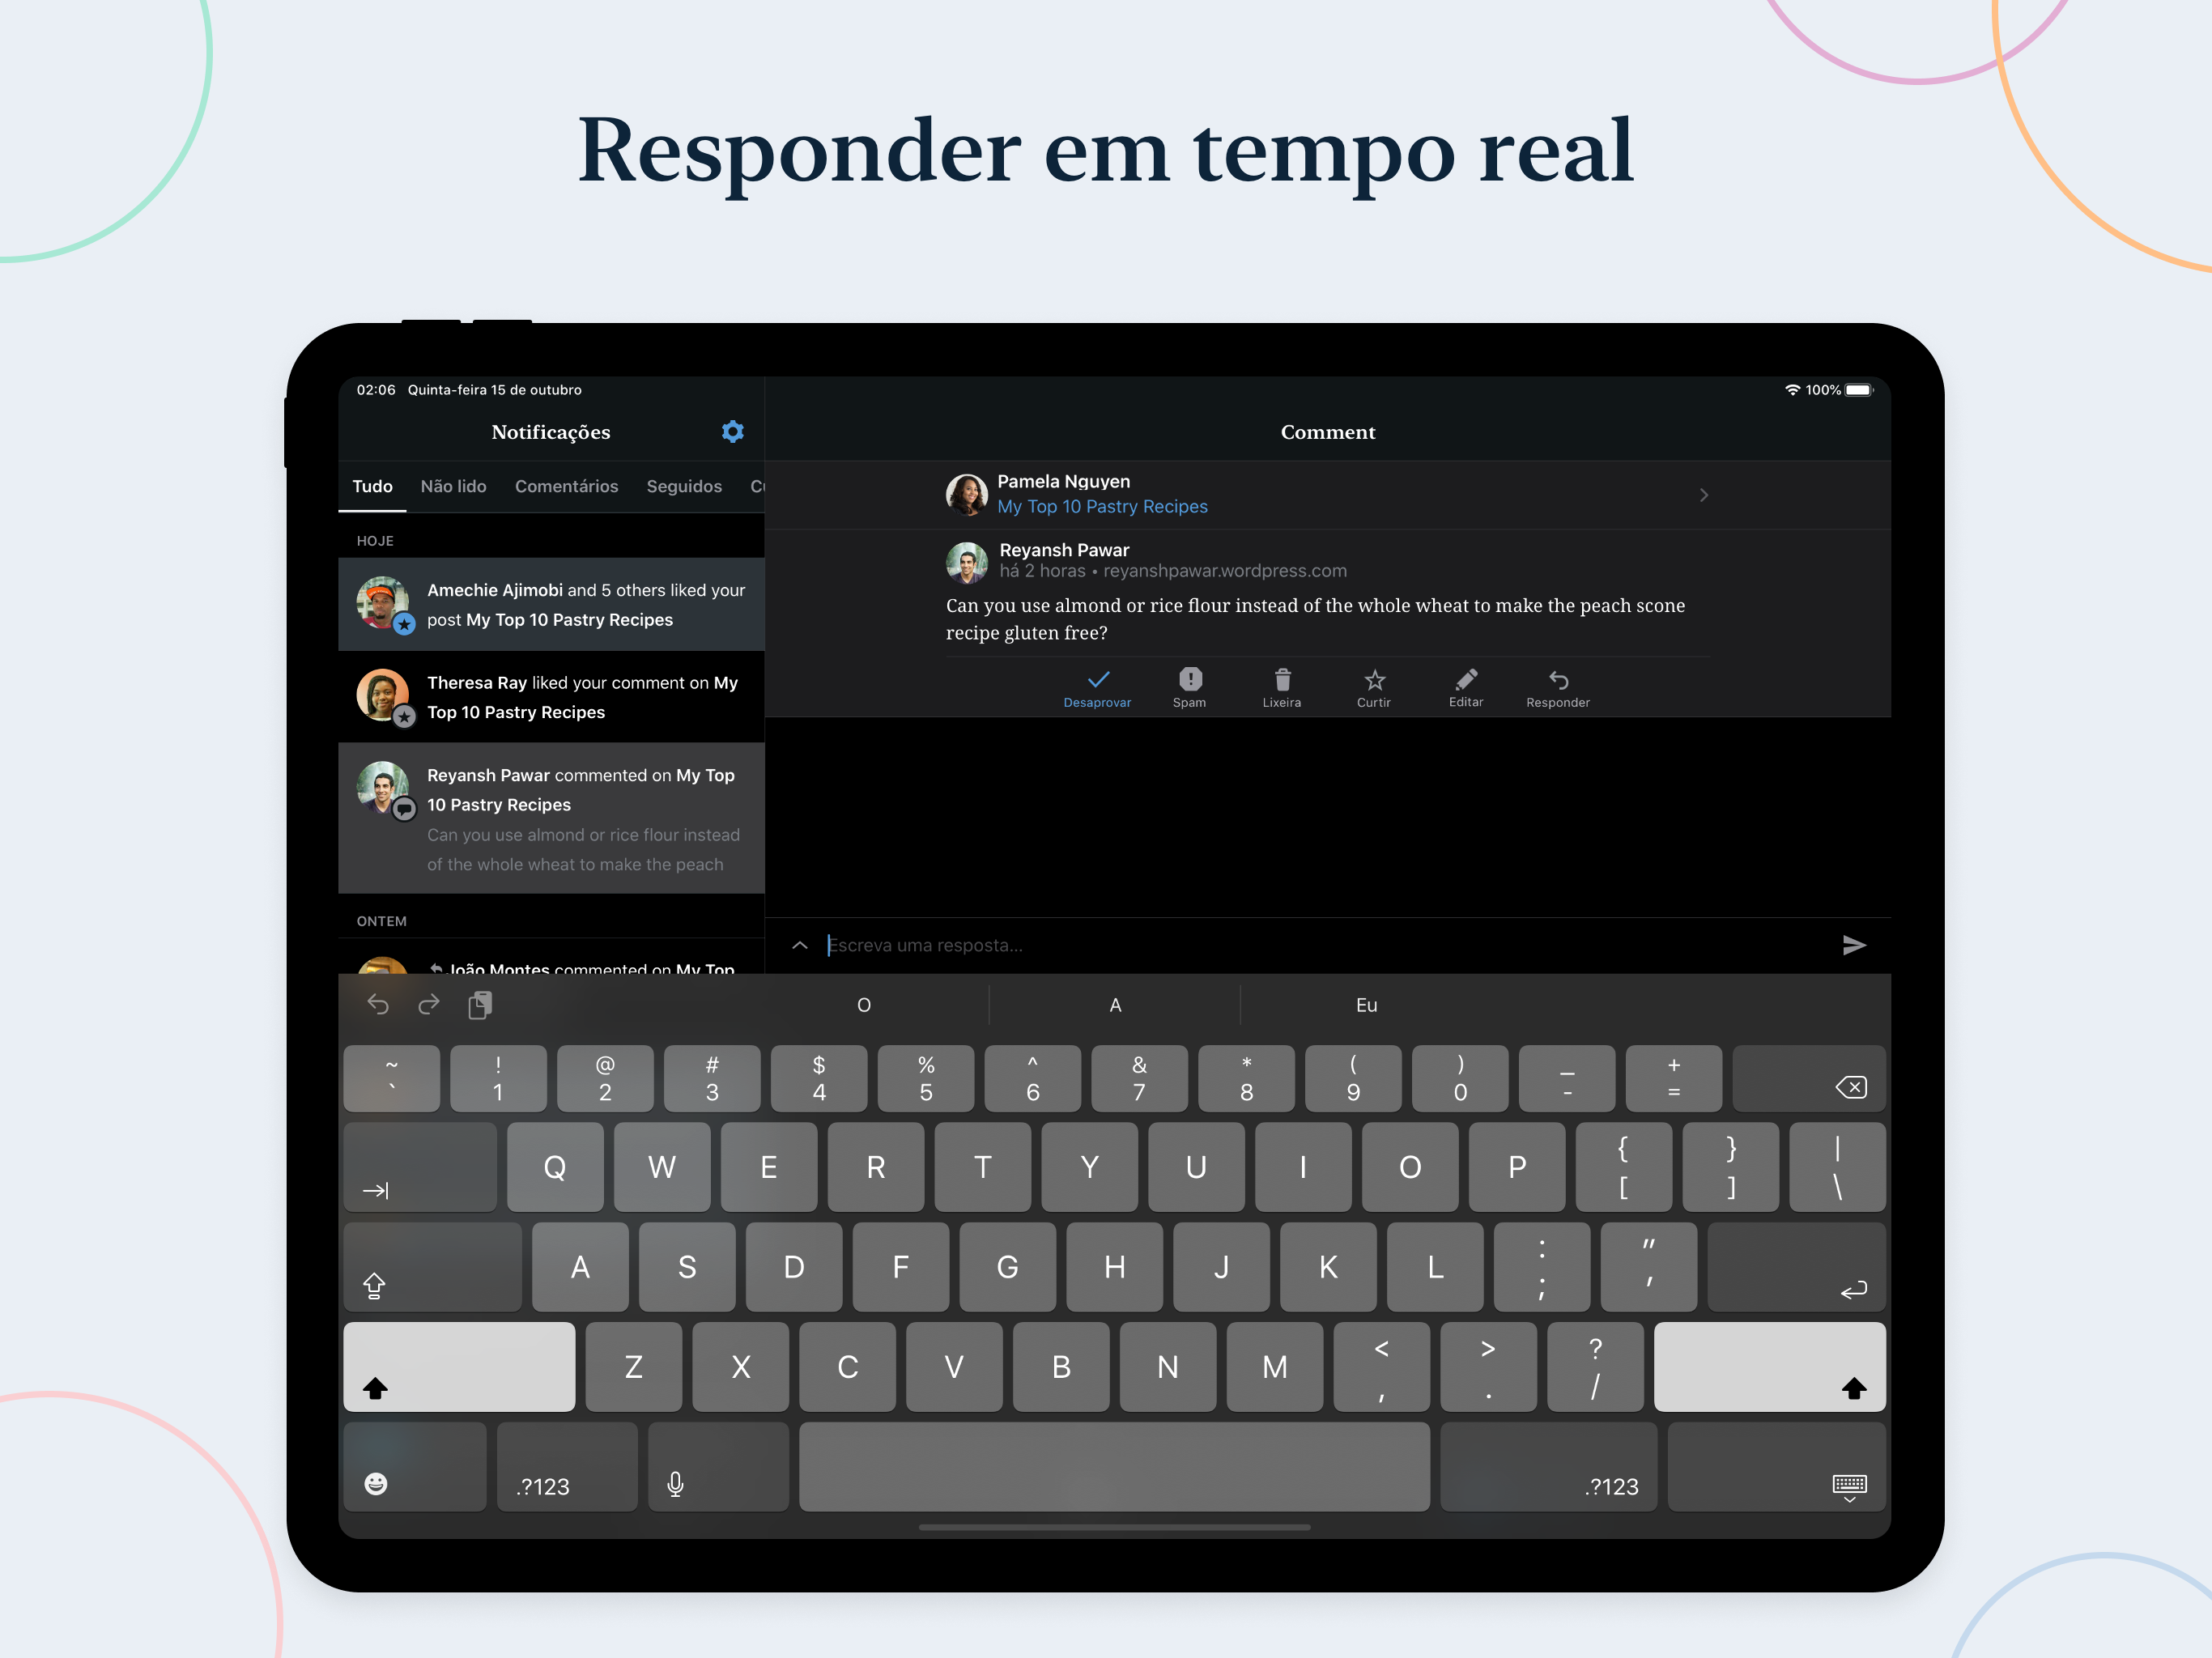 Responder em tempo real
02:06 Quinta-feira 15 de outubro
100%
Notificações
Tudo Não lido Comentários Seguidos
HOJE
Amechie Ajimobi and 5 others liked your
post My Top 10 Pastry Recipes
Theresa Ray liked your comment on My
Top 10 Pastry Recipes
Reyansh Pawar commented on My Top
10 Pastry Recipes
Can you use almond or rice flour instead
of the whole wheat to make the peach
ONTEM
João Montes commented on My Top
Comment
Pamela Nguyen
My Top 10 Pastry Recipes
Reyansh Pawar
há 2 horas • reyanshpawar.wordpress.com
Can you use almond or rice flour instead of the whole wheat to make the peach scone
recipe gluten free?
Desaprovar Spam Lixeira Curtir Editar Responder
Escreva uma resposta...
O A Eu
~ ! @ # $ % ^ & * ( ) _ +
` 1 2 3 4 5 6 7 8 9 0 - =
Q W E R T Y U I O P { } |
[ ] \
A S D F G H J K L : "
; '
Z X C V B N M < > ?
, . /
.?123 .?123